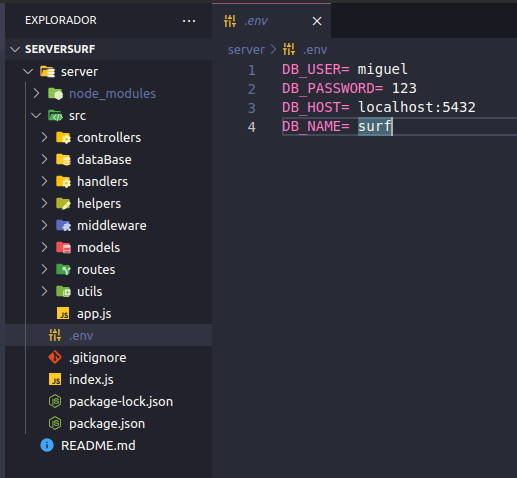 EXPLORADOR ···
SERVERSURF
server
node_modules
src
controllers
dataBase
handlers
helpers
middleware
models
routes
utils
JS app.js
.env
.gitignore
JS index.js
package-lock.json
package.json
README.md
.env ×
server > .env
1 DB_USER= miguel
2 DB_PASSWORD= 123
3 DB_HOST= localhost:5432
4 DB_NAME= surf